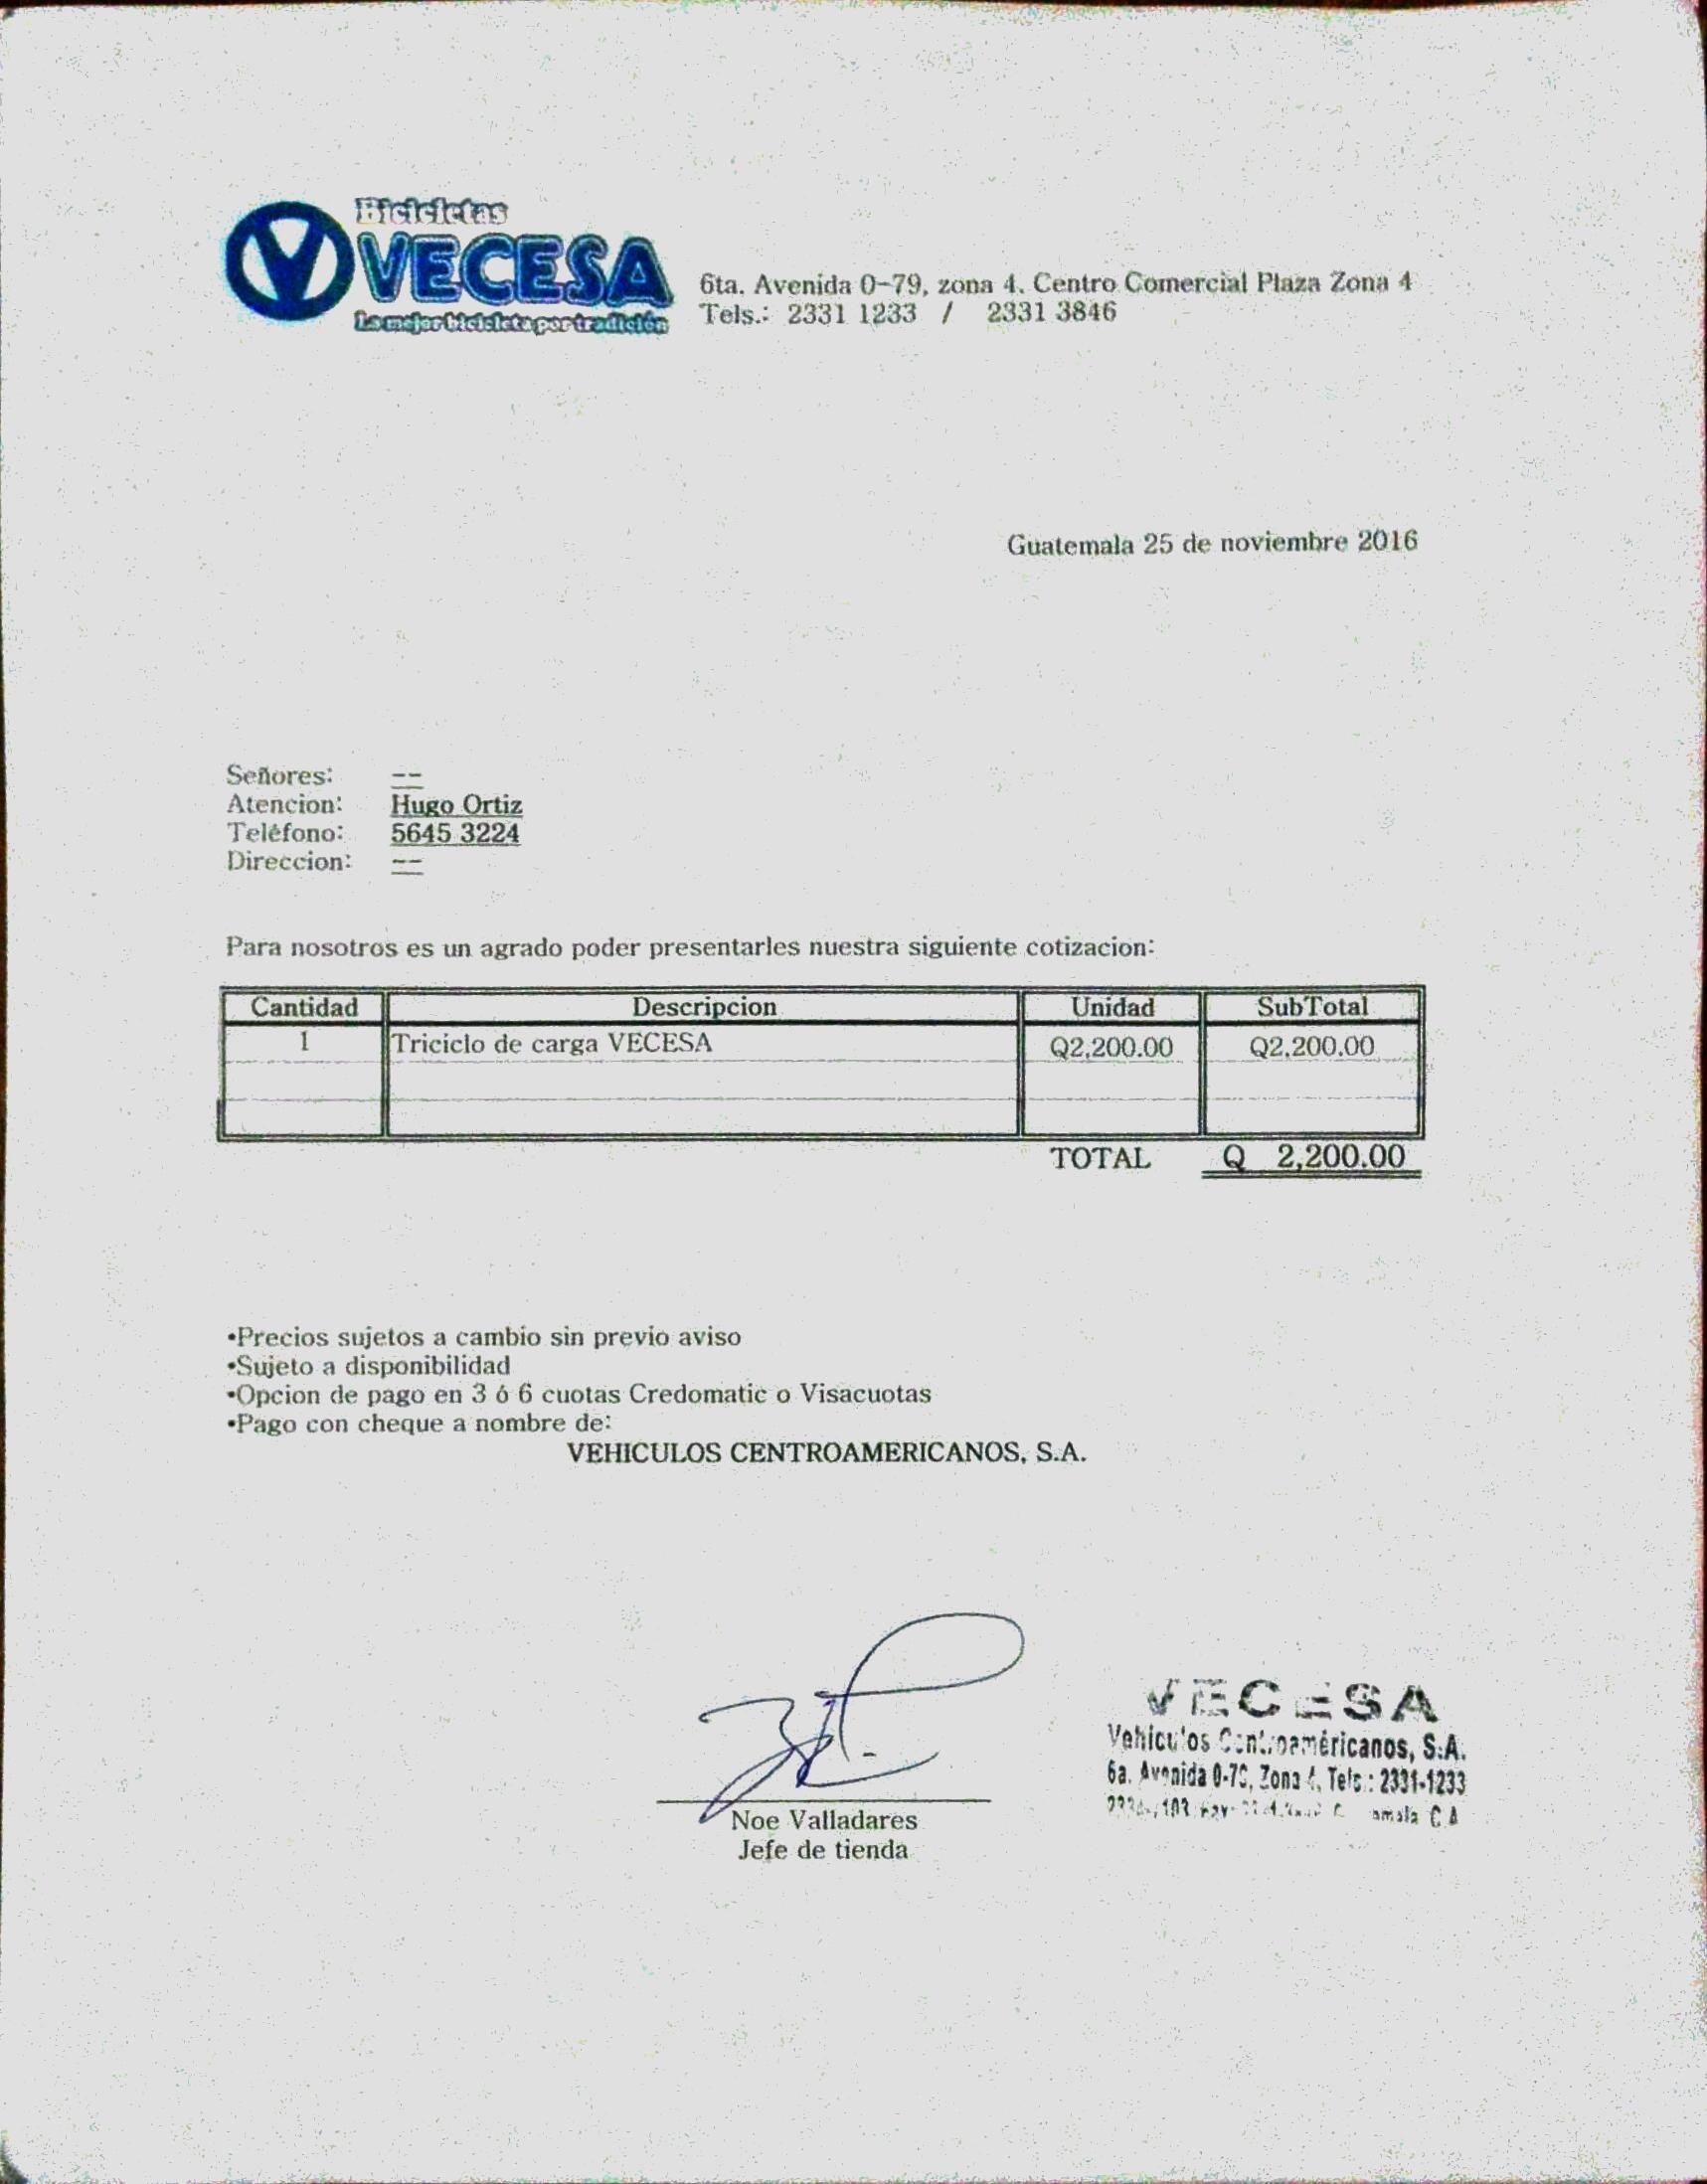 Bicicletas
VECESA
La mejor bicicleta por tradición
6ta. Avenida 0-79, zona 4. Centro Comercial Plaza Zona 4
Tels.: 2331 1233 / 2331 3846
Guatemala 25 de noviembre 2016
Señores: --
Atencion: Hugo Ortiz
Teléfono: 5645 3224
Direccion: --
Para nosotros es un agrado poder presentarles nuestra siguiente cotizacion:
Cantidad Descripcion Unidad SubTotal
1 Triciclo de carga VECESA Q2,200.00 Q2,200.00
TOTAL Q 2,200.00
•Precios sujetos a cambio sin previo aviso
•Sujeto a disponibilidad
•Opcion de pago en 3 ó 6 cuotas Credomatic o Visacuotas
•Pago con cheque a nombre de:
VEHICULOS CENTROAMERICANOS, S.A.
Noe Valladares
Jefe de tienda
VECESA
Vehiculos Centroaméricanos, S.A.
6a. Avenida Zona 4, Tels.: 2331-1233
C.A.